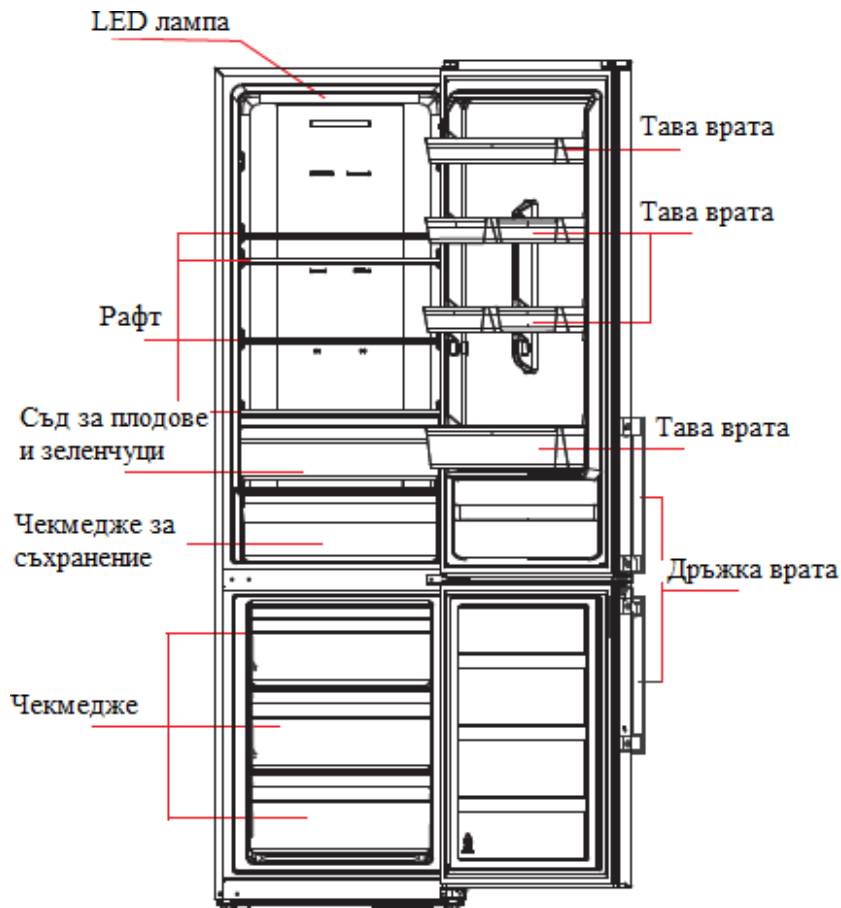 LED лампа
Тава врата
Тава врата
Рафт
Съд за плодове
и зеленчуци
Тава врата
Чекмедже за
съхранение
Дръжка врата
Чекмедже